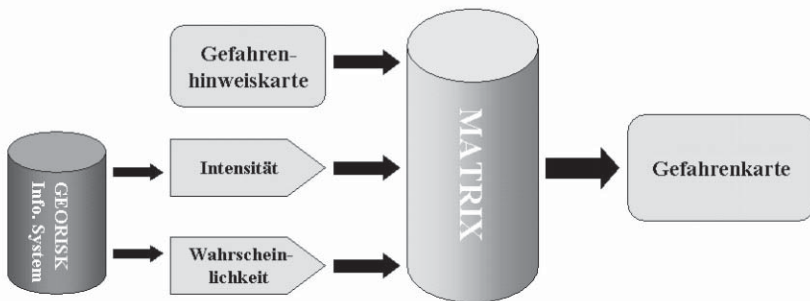 Gefahren-
hinweiskarte
GEORISK
Info. System
Intensität
Wahrschein-
lichkeit
MATRIX
Gefahrenkarte